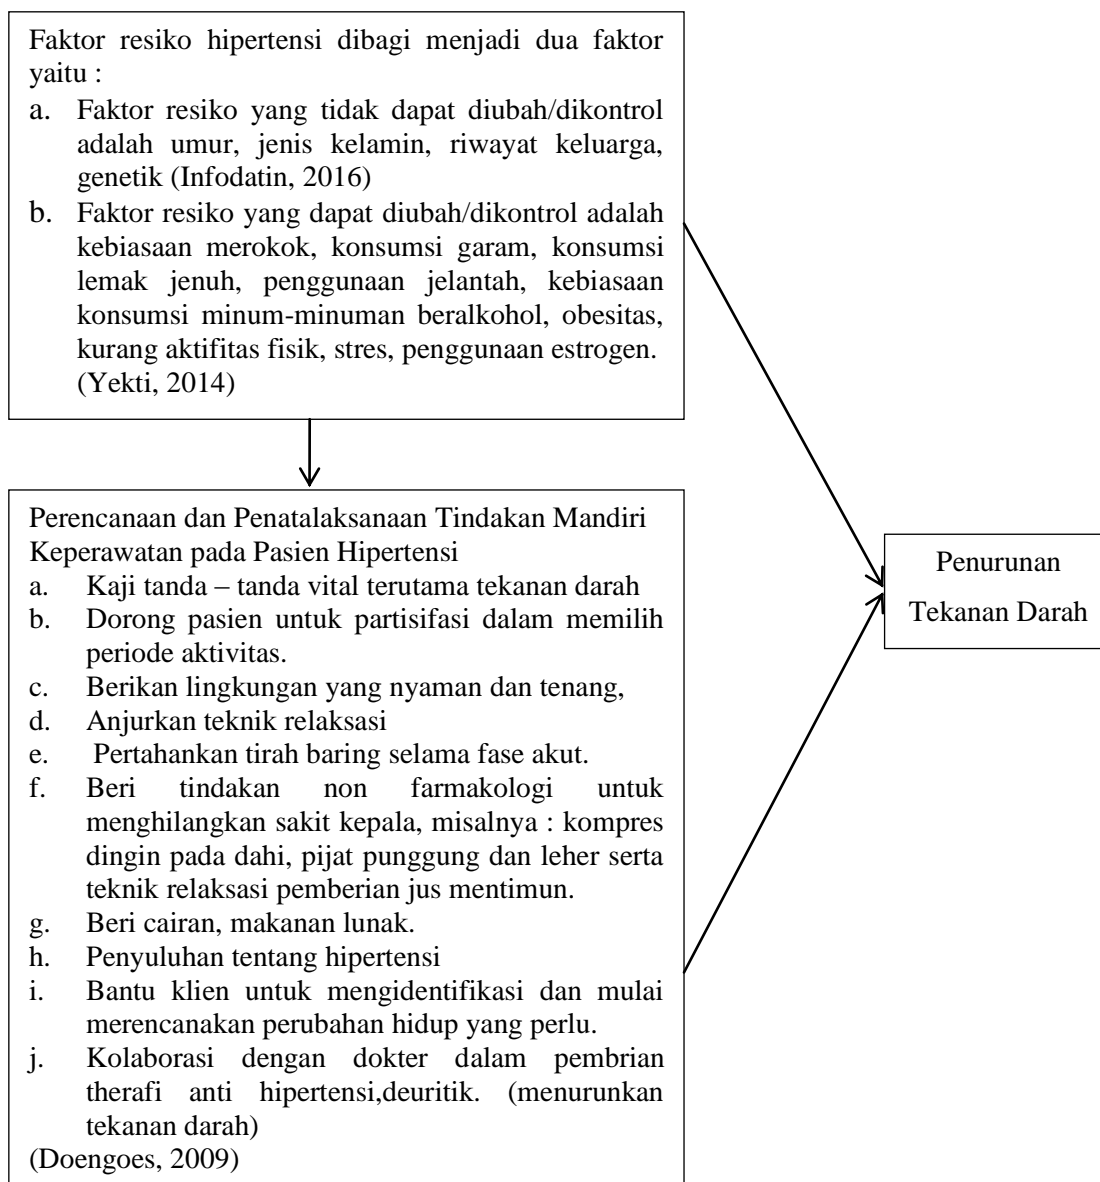 Faktor resiko hipertensi dibagi menjadi dua faktor
yaitu :
a. Faktor resiko yang tidak dapat diubah/dikontrol
adalah umur, jenis kelamin, riwayat keluarga,
genetik (Infodatin, 2016)
b. Faktor resiko yang dapat diubah/dikontrol adalah
kebiasaan merokok, konsumsi garam, konsumsi
lemak jenuh, penggunaan jelantah, kebiasaan
konsumsi minum-minuman beralkohol, obesitas,
kurang aktifitas fisik, stres, penggunaan estrogen.
(Yekti, 2014)
Perencanaan dan Penatalaksanaan Tindakan Mandiri
Keperawatan pada Pasien Hipertensi
a. Kaji tanda – tanda vital terutama tekanan darah
b. Dorong pasien untuk partisifasi dalam memilih
periode aktivitas.
c. Berikan lingkungan yang nyaman dan tenang,
d. Anjurkan teknik relaksasi
e. Pertahankan tirah baring selama fase akut.
f. Beri tindakan non farmakologi untuk
menghilangkan sakit kepala, misalnya : kompres
dingin pada dahi, pijat punggung dan leher serta
teknik relaksasi pemberian jus mentimun.
g. Beri cairan, makanan lunak.
h. Penyuluhan tentang hipertensi
i. Bantu klien untuk mengidentifikasi dan mulai
merencanakan perubahan hidup yang perlu.
j. Kolaborasi dengan dokter dalam pembrian
therafi anti hipertensi,deuritik. (menurunkan
tekanan darah)
(Doengoes, 2009)
Penurunan
Tekanan Darah